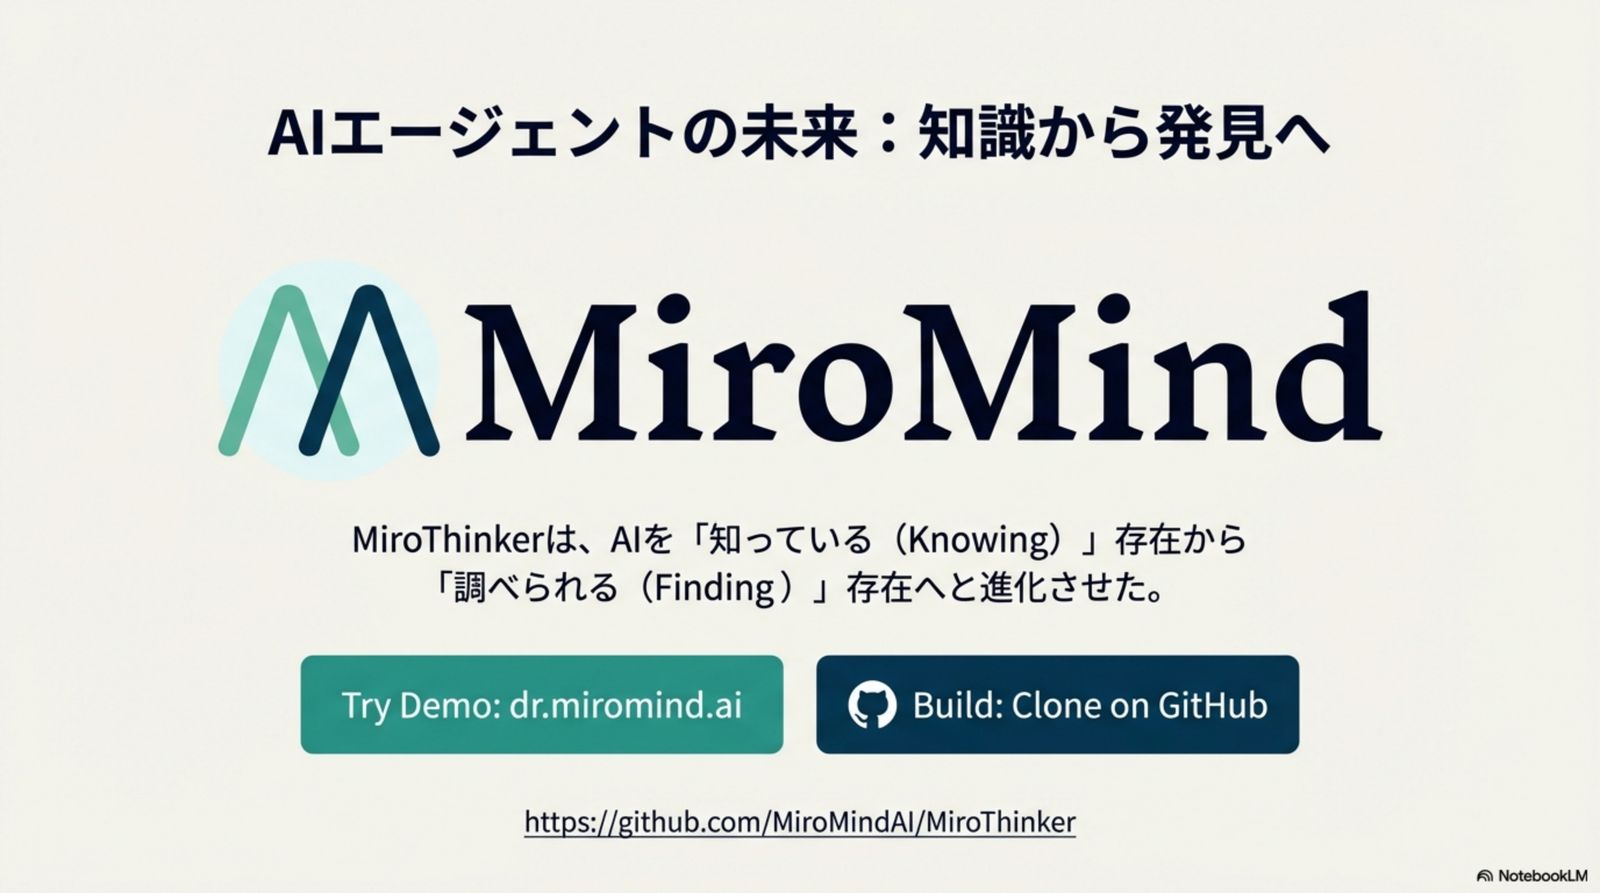 AIエージェントの未来：知識から発見へ
MiroMind
MiroThinkerは、AIを「知っている（Knowing）」存在から
「調べられる（Finding）」存在へと進化させた。
Try Demo: dr.miromind.ai
Build: Clone on GitHub
https://github.com/MiroMindAI/MiroThinker
NotebookLM